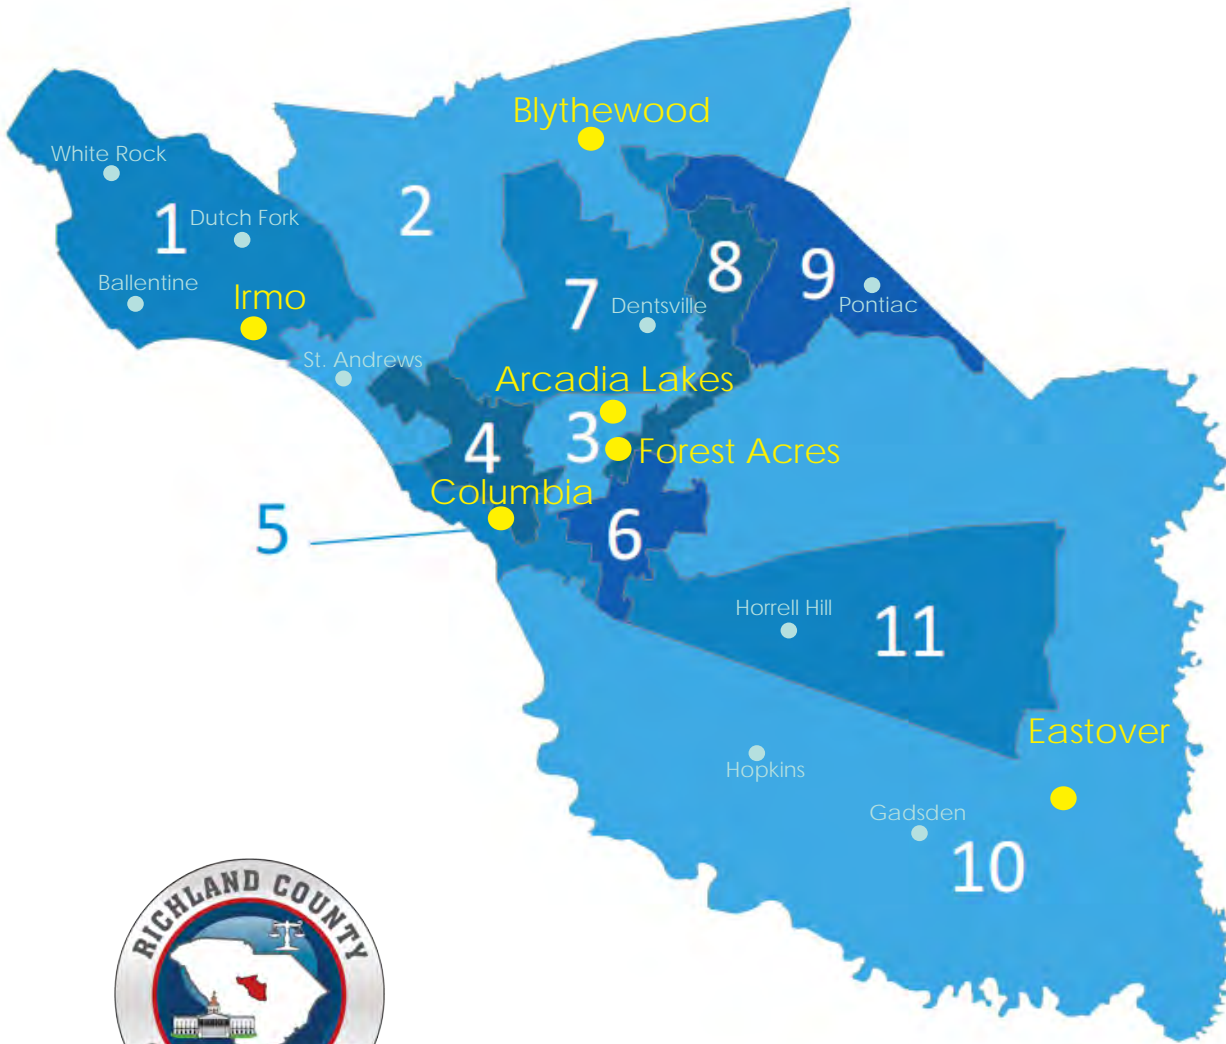 Blythewood
White Rock
2
1
Dutch Fork
8
9
Ballentine
Irmo
7
Dentsville
Pontiac
St. Andrews
Arcadia Lakes
3
4
Forest Acres
Columbia
5
6
Horrell Hill
11
Eastover
Hopkins
Gadsden
10
RICHLAND COUNTY